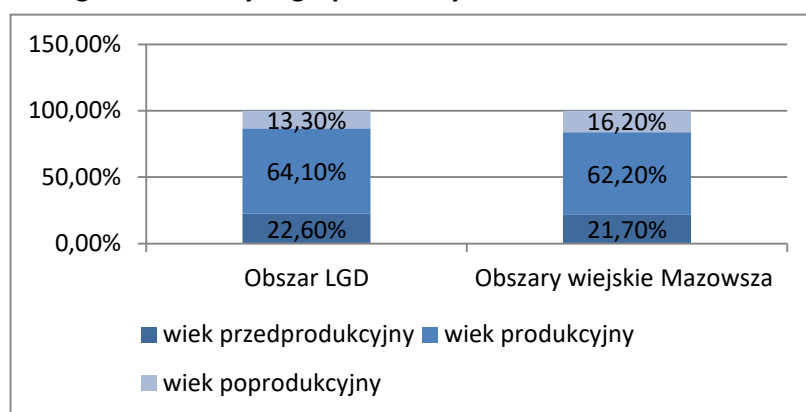 150,00%
100,00%
50,00%
0,00%
13,30%
16,20%
64,10%
62,20%
22,60%
21,70%
Obszar LGD
Obszary wiejskie Mazowsza
wiek przedprodukcyjny
wiek produkcyjny
wiek poprodukcyjny